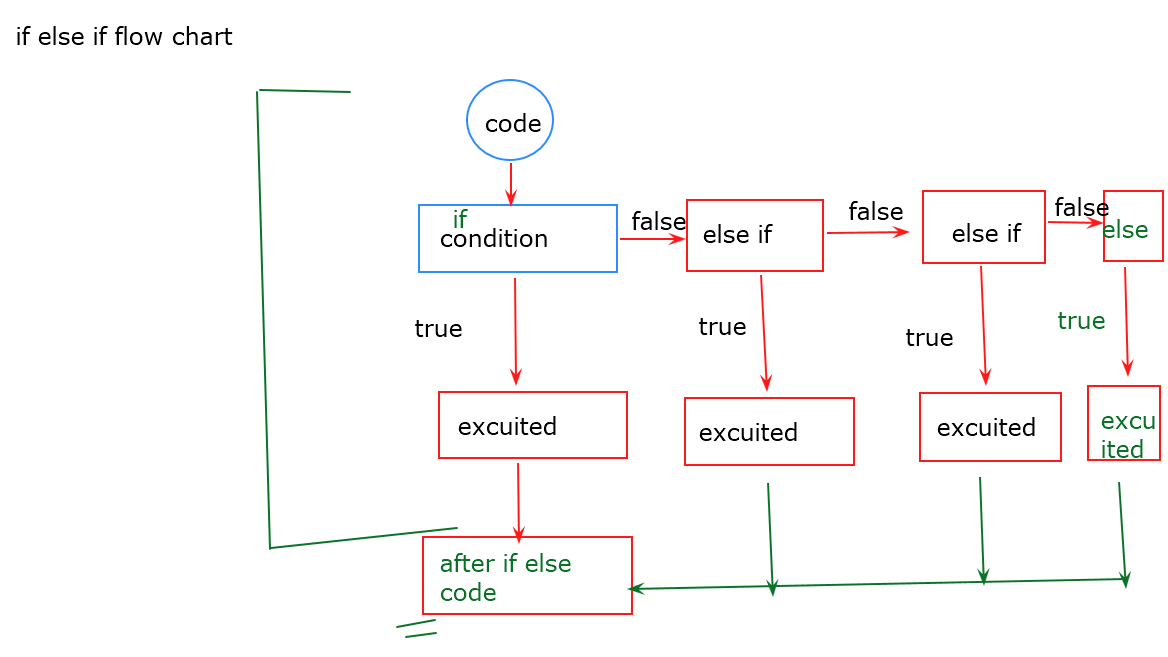 if else if flow chart
code
if
condition
false
else if
false
else if
false
else
true
true
true
true
excuited
excuited
excuited
excu
ited
after if else
code